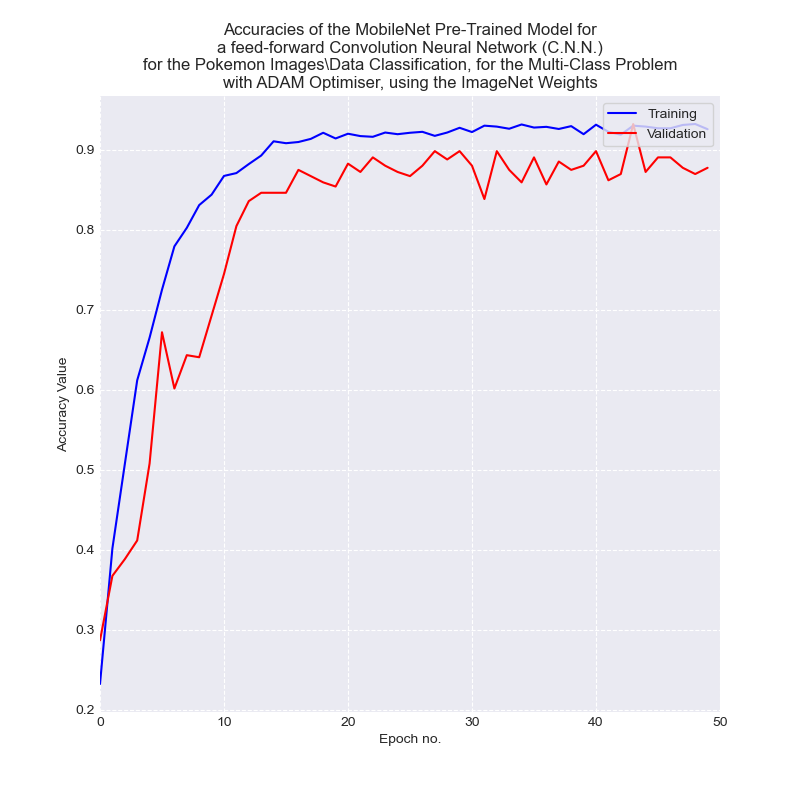 Accuracies of the MobileNet Pre-Trained Model for
a feed-forward Convolution Neural Network (C.N.N.)
for the Pokemon Images\Data Classification, for the Multi-Class Problem
with ADAM Optimiser, using the ImageNet Weights
Training
Validation
0.9
0.8
0.7
0.6
0.5
0.4
0.3
0.2
Accuracy Value
0 10 20 30 40 50
Epoch no.